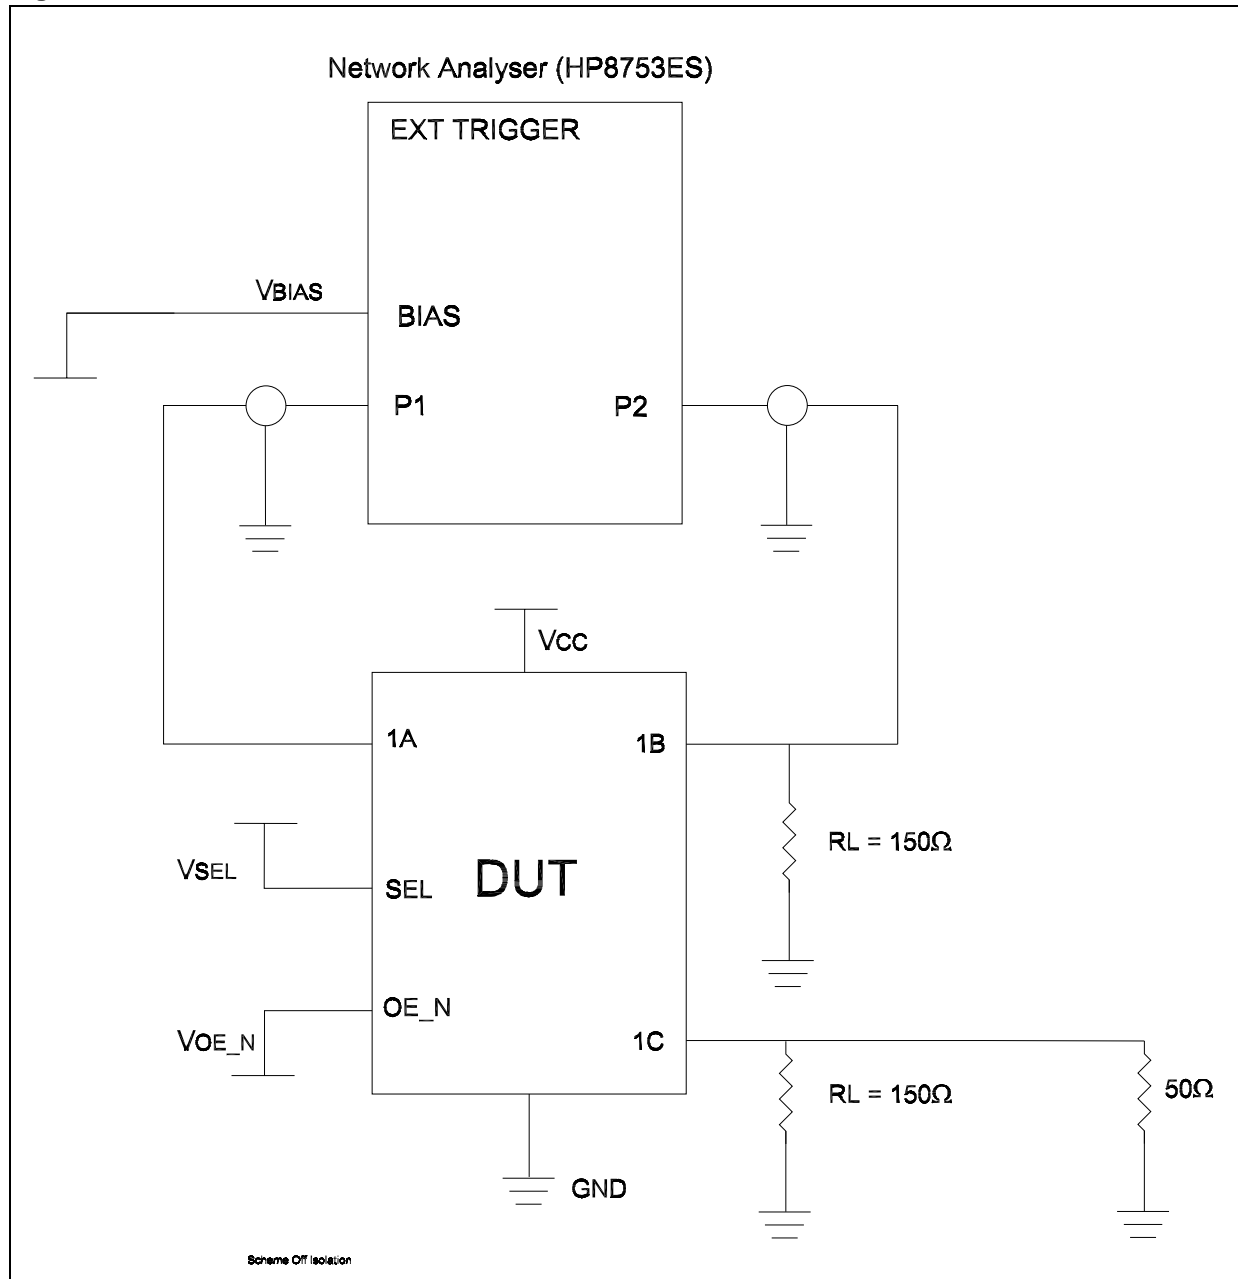 Network Analyser (HP8753ES)
EXT TRIGGER
VBIAS
BIAS
P1
P2
VCC
1A
1B
RL = 150Ω
VSEL
SEL
DUT
OE_N
VOE_N
1C
RL = 150Ω
50Ω
GND
Scheme Off Isolation